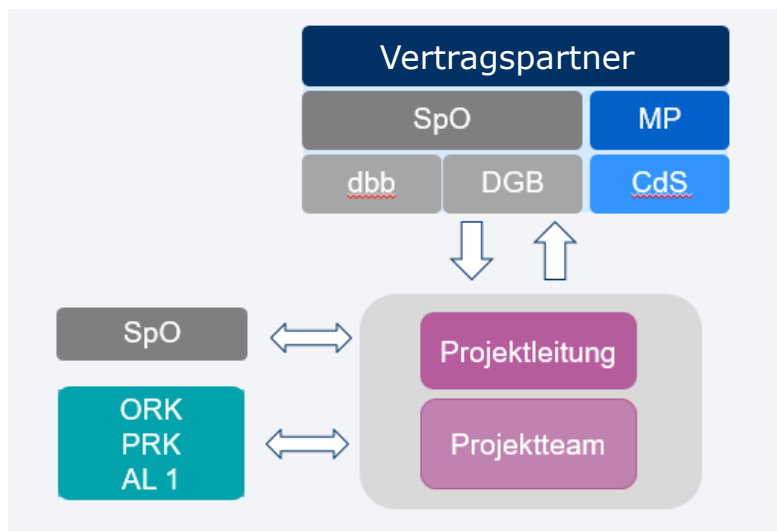 Vertragspartner
SpO
MP
dbb
DGB
CdS
SpO
Projektleitung
ORK
PRK
AL 1
Projektteam